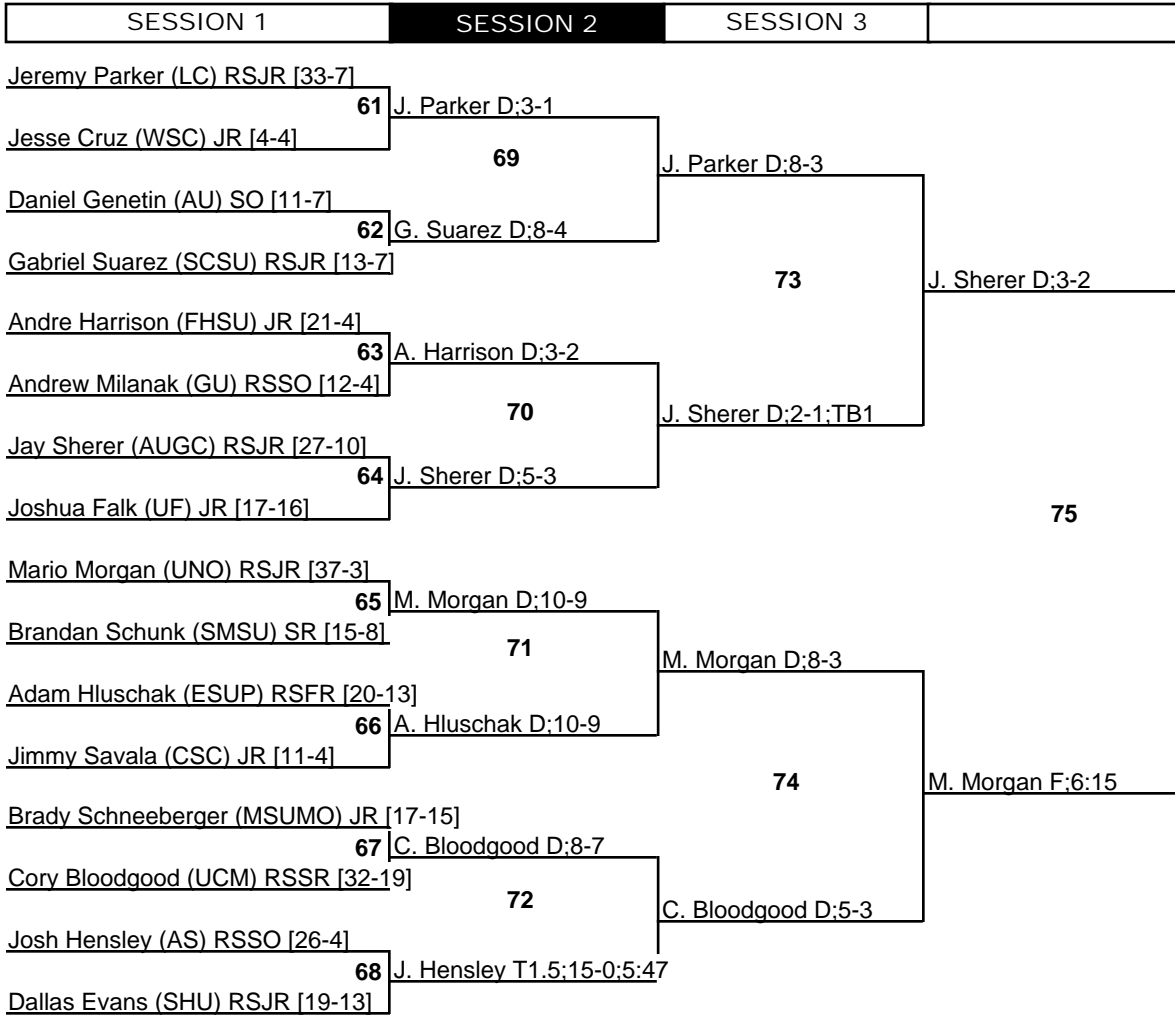 SESSION 1
SESSION 2
SESSION 3
Jeremy Parker (LC) RSJR [33-7]
61 J. Parker D;3-1
Jesse Cruz (WSC) JR [4-4]
69
J. Parker D;8-3
Daniel Genetin (AU) SO [11-7]
62 G. Suarez D;8-4
Gabriel Suarez (SCSU) RSJR [13-7]
73
J. Sherer D;3-2
Andre Harrison (FHSU) JR [21-4]
63 A. Harrison D;3-2
Andrew Milanak (GU) RSSO [12-4]
70
J. Sherer D;2-1;TB1
Jay Sherer (AUGC) RSJR [27-10]
64 J. Sherer D;5-3
Joshua Falk (UF) JR [17-16]
75
Mario Morgan (UNO) RSJR [37-3]
65 M. Morgan D;10-9
Brandan Schunk (SMSU) SR [15-8]
71
M. Morgan D;8-3
Adam Hluschak (ESUP) RSFR [20-13]
66 A. Hluschak D;10-9
Jimmy Savala (CSC) JR [11-4]
74
M. Morgan F;6:15
Brady Schneeberger (MSUMO) JR [17-15]
67 C. Bloodgood D;8-7
Cory Bloodgood (UCM) RSSR [32-19]
72
C. Bloodgood D;5-3
Josh Hensley (AS) RSSO [26-4]
68 J. Hensley T1.5;15-0;5:47
Dallas Evans (SHU) RSJR [19-13]